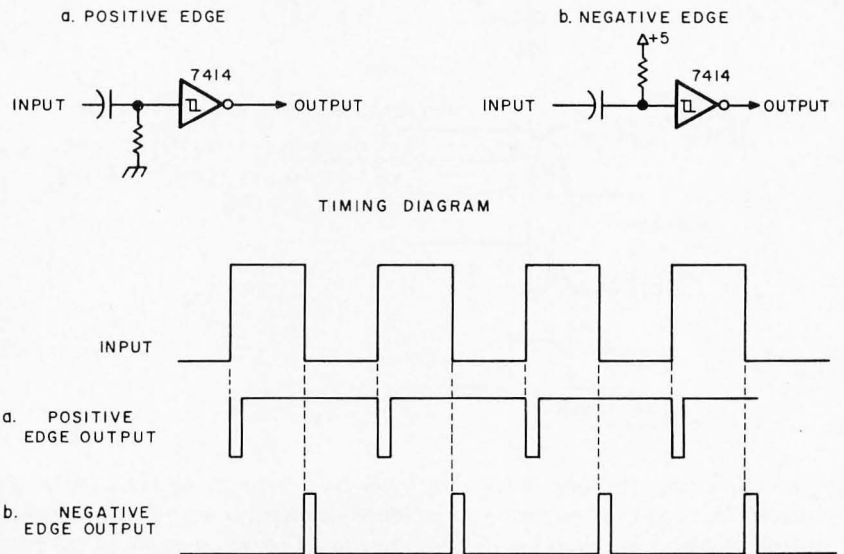 a. POSITIVE EDGE
b. NEGATIVE EDGE
+5
7414
7414
INPUT
OUTPUT
INPUT
OUTPUT
TIMING DIAGRAM
INPUT
a. POSITIVE
EDGE OUTPUT
b. NEGATIVE
EDGE OUTPUT